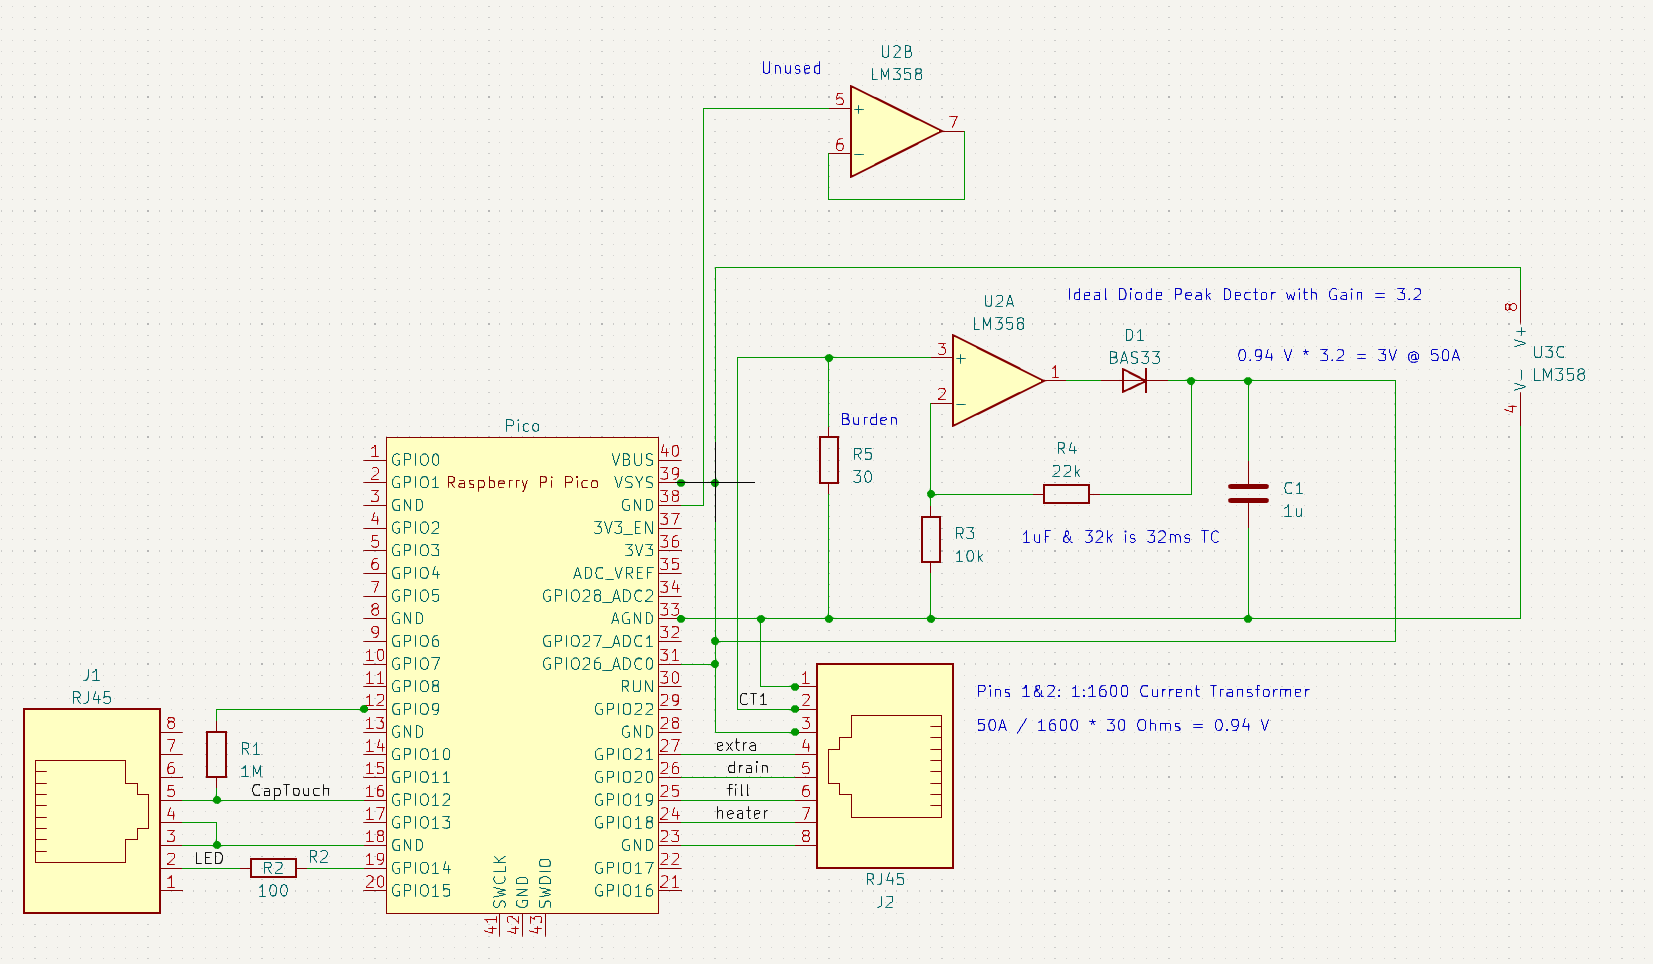 U2B
LM358
Unused
5
+
7
6
−
Ideal Diode Peak Dector with Gain = 3.2
U2A
LM358
8
V+
3
+
D1
BAS33
0.94 V * 3.2 = 3V @ 50A
U3C
LM358
1
V−
2
−
4
Burden
R5
30
R4
22k
C1
1u
R3
10k
1uF & 32k is 32ms TC
Pico
Raspberry Pi Pico
1 GPIO0 VBUS 40
2 GPIO1 VSYS 39
3 GND GND 38
4 GPIO2 3V3_EN 37
5 GPIO3 3V3 36
6 GPIO4 ADC_VREF 35
7 GPIO5 GPIO28_ADC2 34
8 GND AGND 33
9 GPIO6 GPIO27_ADC1 32
10 GPIO7 GPIO26_ADC0 31
11 GPIO8 RUN 30
12 GPIO9 GPIO22 29
13 GND GND 28
14 GPIO10 GPIO21 27
15 GPIO11 GPIO20 26
16 GPIO12 GPIO19 25
17 GPIO13 GPIO18 24
18 GND GND 23
19 GPIO14 GPIO17 22
20 GPIO15 GPIO16 21
SWCLK
GND
SWDIO
41
42
43
J1
RJ45
8
7
6
5
4
3
2
1
R1
1M
CapTouch
LED
R2
R2
100
CT1
extra
drain
fill
heater
1
2
3
4
5
6
7
8
RJ45
J2
Pins 1&2: 1:1600 Current Transformer
50A / 1600 * 30 Ohms = 0.94 V